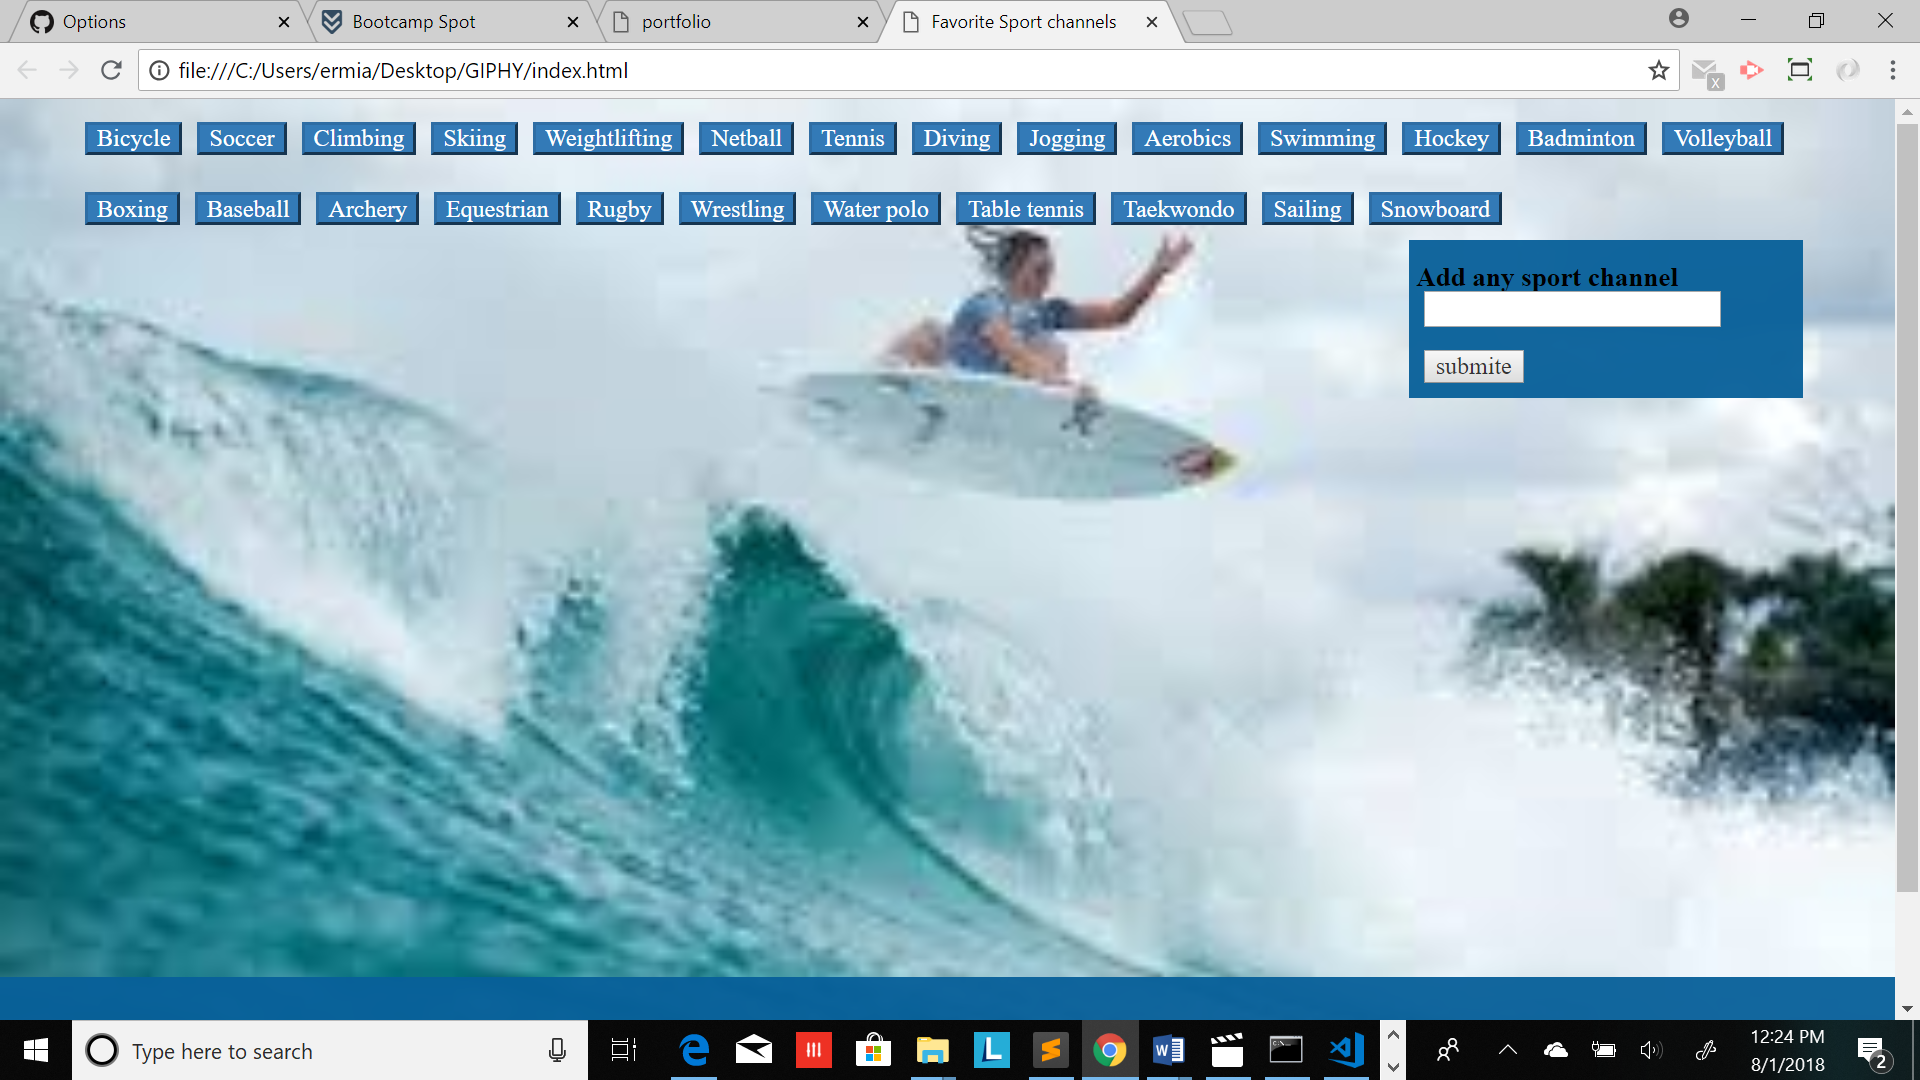 Options
Bootcamp Spot
portfolio
Favorite Sport channels
file:///C:/Users/ermia/Desktop/GIPHY/index.html
x
Bicycle Soccer Climbing Skiing Weightlifting Netball Tennis Diving Jogging Aerobics Swimming Hockey Badminton Volleyball
Boxing Baseball Archery Equestrian Rugby Wrestling Water polo Table tennis Taekwondo Sailing Snowboard
Add any sport channel
submite
Type here to search
12:24 PM
8/1/2018
2